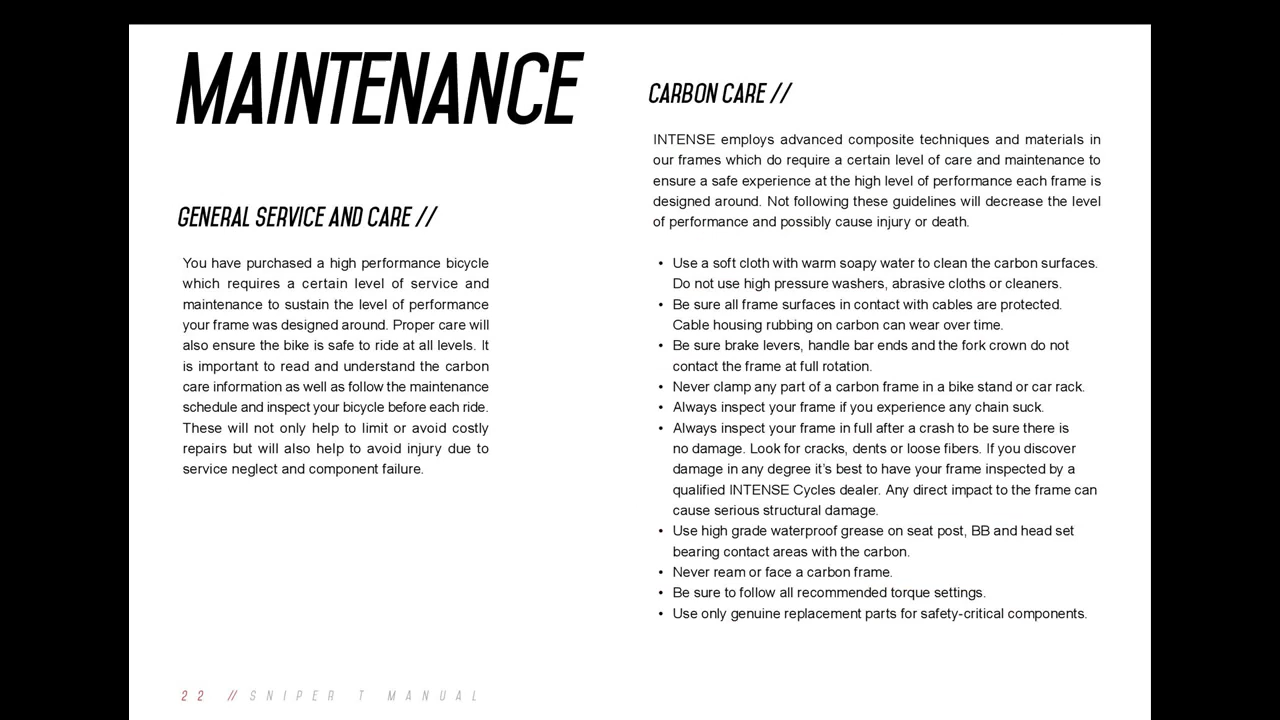 MAINTENANCE
GENERAL SERVICE AND CARE //
You have purchased a high performance bicycle
which requires a certain level of service and
maintenance to sustain the level of performance
your frame was designed around. Proper care will
also ensure the bike is safe to ride at all levels. It
is important to read and understand the carbon
care information as well as follow the maintenance
schedule and inspect your bicycle before each ride.
These will not only help to limit or avoid costly
repairs but will also help to avoid injury due to
service neglect and component failure.
CARBON CARE //
INTENSE employs advanced composite techniques and materials in
our frames which do require a certain level of care and maintenance to
ensure a safe experience at the high level of performance each frame is
designed around. Not following these guidelines will decrease the level
of performance and possibly cause injury or death.
• Use a soft cloth with warm soapy water to clean the carbon surfaces.
Do not use high pressure washers, abrasive cloths or cleaners.
• Be sure all frame surfaces in contact with cables are protected.
Cable housing rubbing on carbon can wear over time.
• Be sure brake levers, handle bar ends and the fork crown do not
contact the frame at full rotation.
• Never clamp any part of a carbon frame in a bike stand or car rack.
• Always inspect your frame if you experience any chain suck.
• Always inspect your frame in full after a crash to be sure there is
no damage. Look for cracks, dents or loose fibers. If you discover
damage in any degree it’s best to have your frame inspected by a
qualified INTENSE Cycles dealer. Any direct impact to the frame can
cause serious structural damage.
• Use high grade waterproof grease on seat post, BB and head set
bearing contact areas with the carbon.
• Never ream or face a carbon frame.
• Be sure to follow all recommended torque settings.
• Use only genuine replacement parts for safety-critical components.
22 // SNIPER T MANUAL